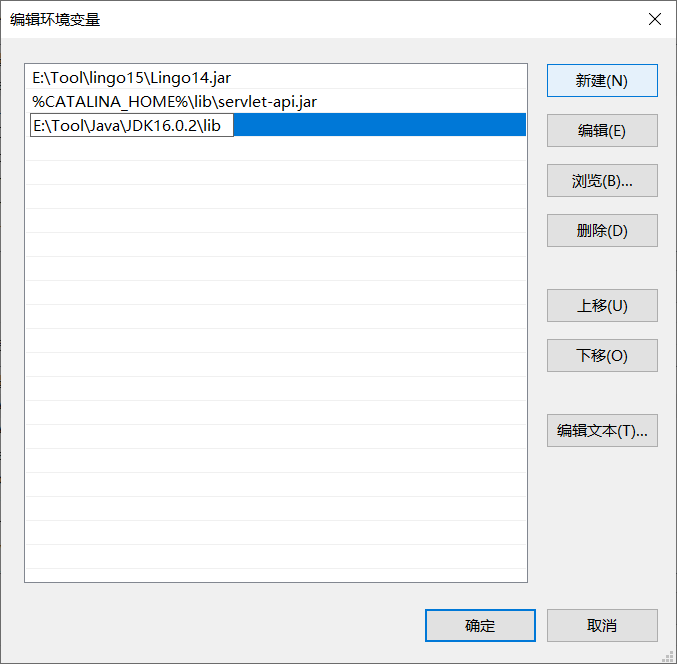 编辑环境变量
E:\Tool\lingo15\Lingo14.jar
%CATALINA_HOME%\lib\servlet-api.jar
E:\Tool\Java\JDK16.0.2\lib
新建(N)
编辑(E)
浏览(B)...
删除(D)
上移(U)
下移(O)
编辑文本(T)...
确定
取消